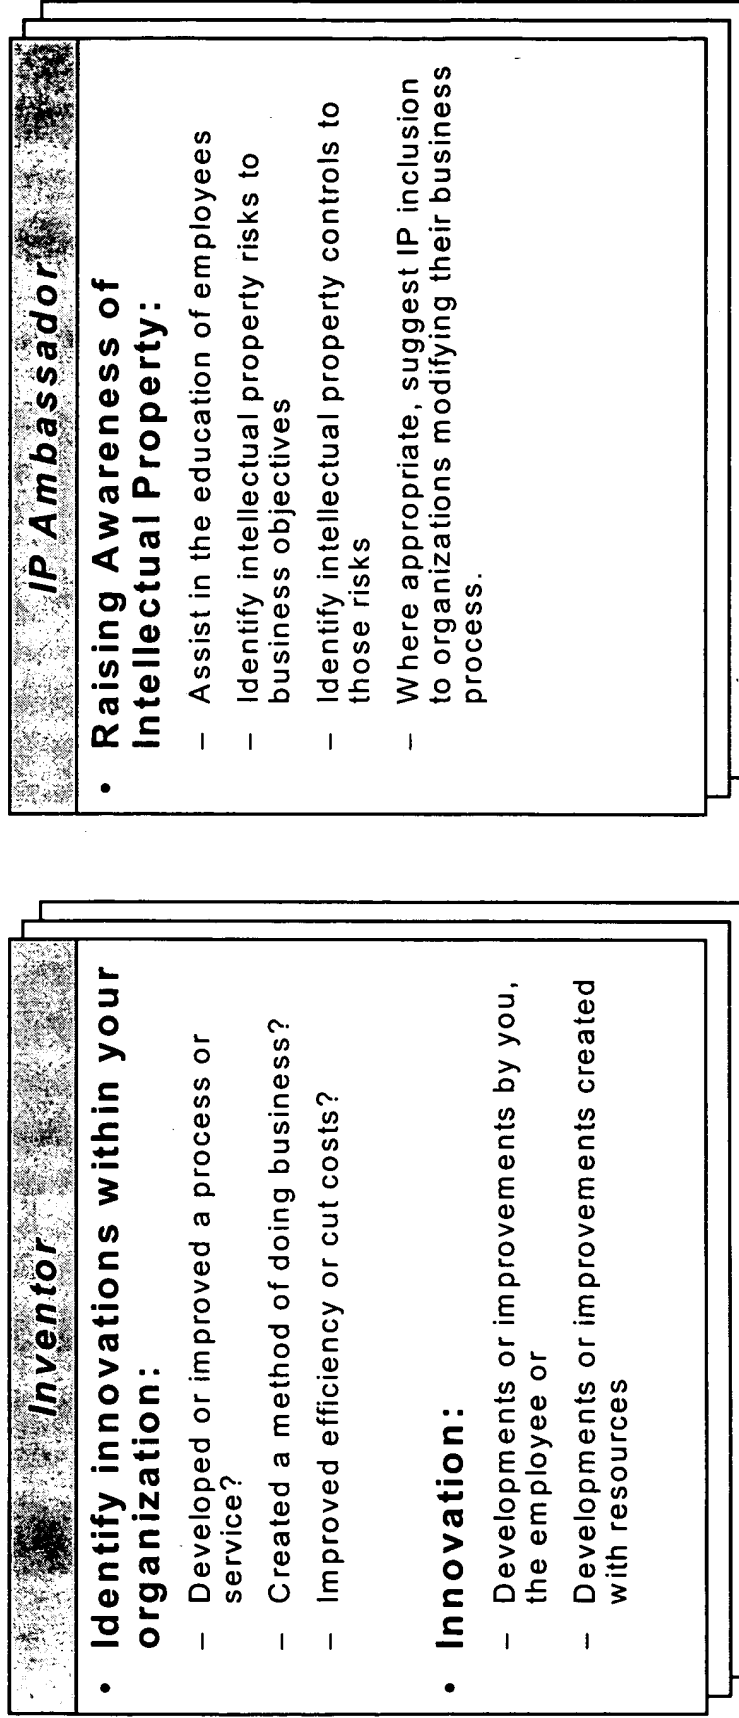 Inventor
• Identify innovations within your
organization:
– Developed or improved a process or
service?
– Created a method of doing business?
– Improved efficiency or cut costs?
• Innovation:
– Developments or improvements by you,
the employee or
– Developments or improvements created
with resources
IP Ambassador
• Raising Awareness of
Intellectual Property:
– Assist in the education of employees
– Identify intellectual property risks to
business objectives
– Identify intellectual property controls to
those risks
– Where appropriate, suggest IP inclusion
to organizations modifying their business
process.